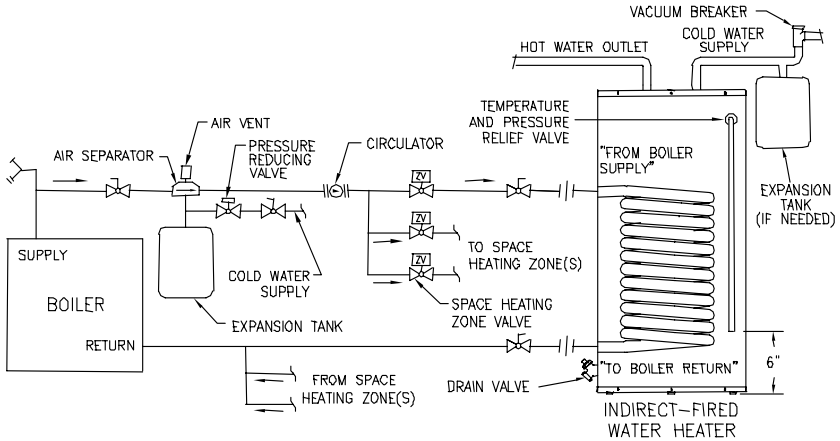 VACUUM BREAKER
COLD WATER
SUPPLY
HOT WATER OUTLET
TEMPERATURE
AND PRESSURE
RELIEF VALVE
AIR VENT
AIR SEPARATOR
PRESSURE
REDUCING
VALVE
CIRCULATOR
"FROM BOILER
SUPPLY"
ZV
EXPANSION
TANK
(IF NEEDED)
ZV
TO SPACE
HEATING ZONE(S)
ZV
SUPPLY
COLD WATER
SUPPLY
BOILER
SPACE HEATING
ZONE VALVE
EXPANSION TANK
RETURN
"TO BOILER RETURN"
6"
FROM SPACE
HEATING ZONE(S)
DRAIN VALVE
INDIRECT-FIRED
WATER HEATER